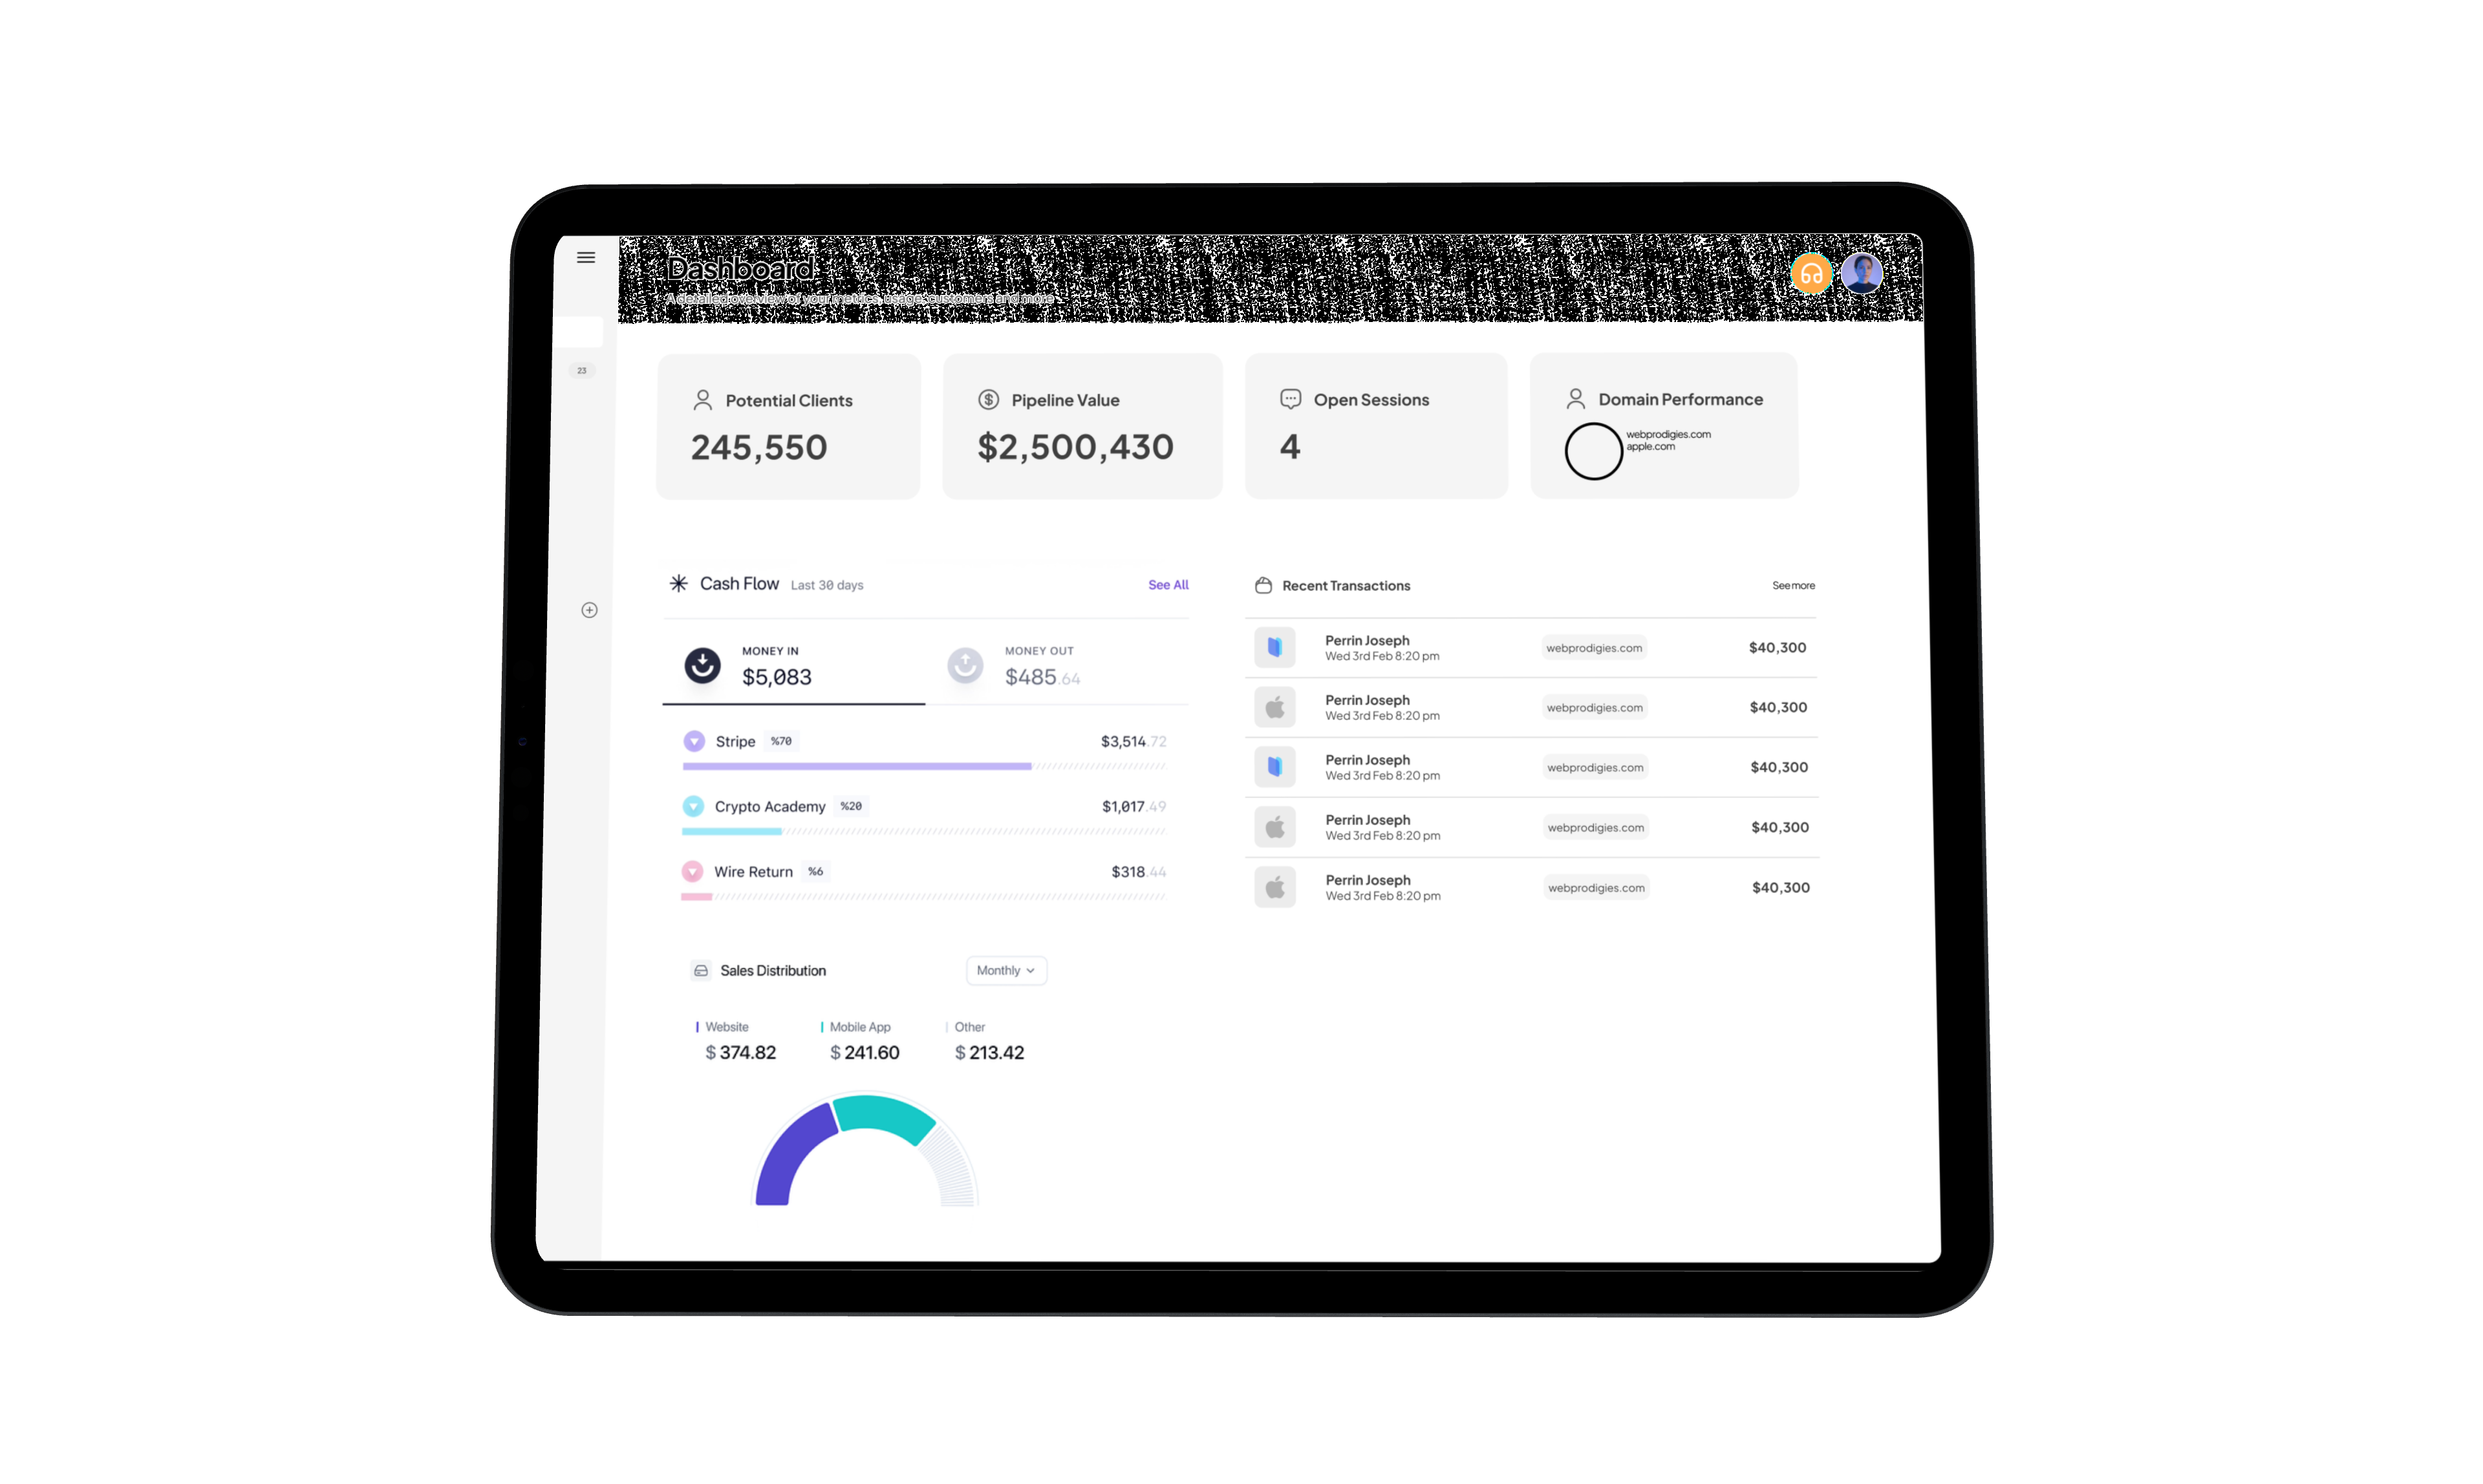 Dashboard
A detailed overview of your metrics, usage, customers and more
23
Potential Clients
245,550
Pipeline Value
$2,500,430
Open Sessions
4
Domain Performance
webprodigies.com
apple.com
Cash Flow Last 30 days See All
MONEY IN
$5,083
MONEY OUT
$485.64
Stripe %70 $3,514.72
Crypto Academy %20 $1,017.49
Wire Return %6 $318.44
Recent Transactions See more
Perrin Joseph
Wed 3rd Feb 8:20 pm
webprodigies.com
$40,300
Perrin Joseph
Wed 3rd Feb 8:20 pm
webprodigies.com
$40,300
Perrin Joseph
Wed 3rd Feb 8:20 pm
webprodigies.com
$40,300
Perrin Joseph
Wed 3rd Feb 8:20 pm
webprodigies.com
$40,300
Perrin Joseph
Wed 3rd Feb 8:20 pm
webprodigies.com
$40,300
Sales Distribution Monthly
Website
$ 374.82
Mobile App
$ 241.60
Other
$ 213.42